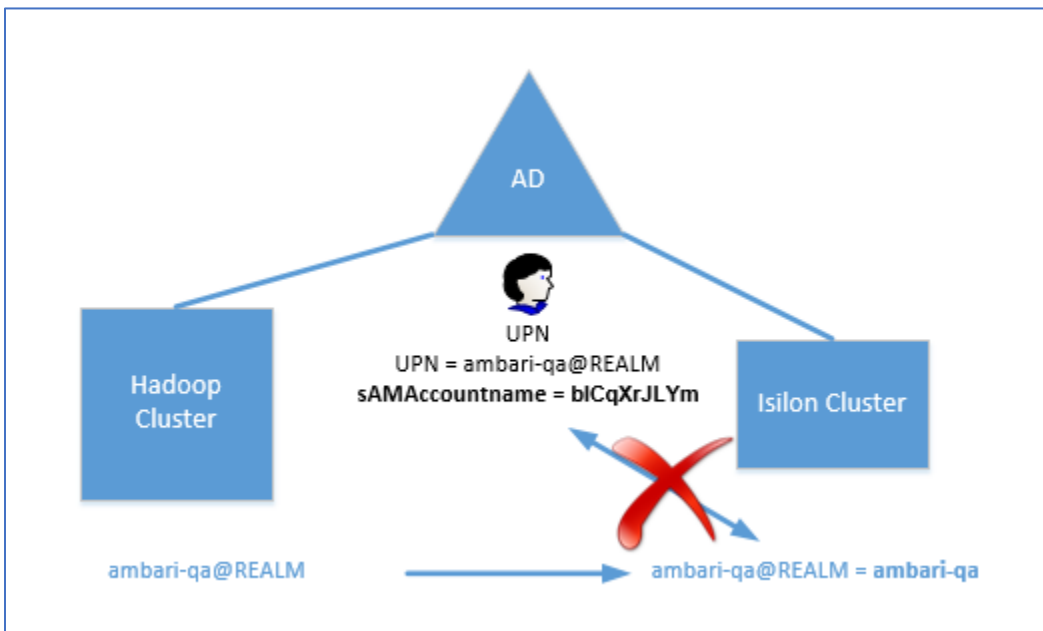 AD
UPN
UPN = ambari-qa@REALM
sAMAccountname = blCqXrJLYm
Hadoop
Cluster
Isilon Cluster
ambari-qa@REALM
ambari-qa@REALM = ambari-qa